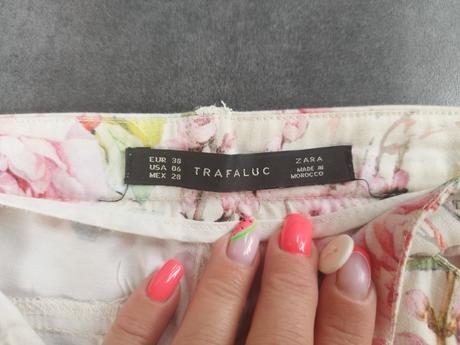 EUR 38
USA 06
MEX 28
TRAFALUC
ZARA
MADE IN
MOROCCO